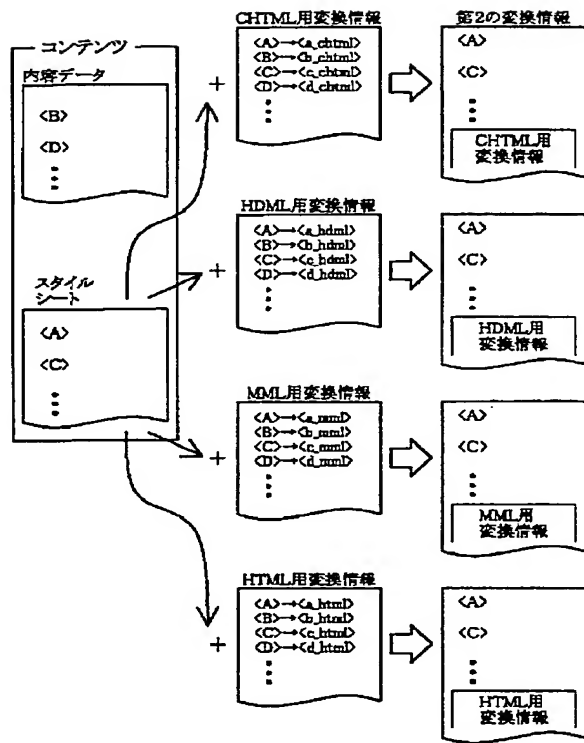 コンテンツ
内容データ
<B>
<D>
スタイル
シート
<A>
<C>
+
CHTML用変換情報
<A>→<a_chtml>
<B>→<b_chtml>
<C>→<c_chtml>
<D>→<d_chtml>
第2の変換情報
<A>
<C>
CHTML用
変換情報
+
HDML用変換情報
<A>→<a_hdml>
<B>→<b_hdml>
<C>→<c_hdml>
<D>→<d_hdml>
<A>
<C>
HDML用
変換情報
+
MML用変換情報
<A>→<a_mml>
<B>→<b_mml>
<C>→<c_mml>
<D>→<d_mml>
<A>
<C>
MML用
変換情報
+
HTML用変換情報
<A>→<a_html>
<B>→<b_html>
<C>→<c_html>
<D>→<d_html>
<A>
<C>
HTML用
変換情報